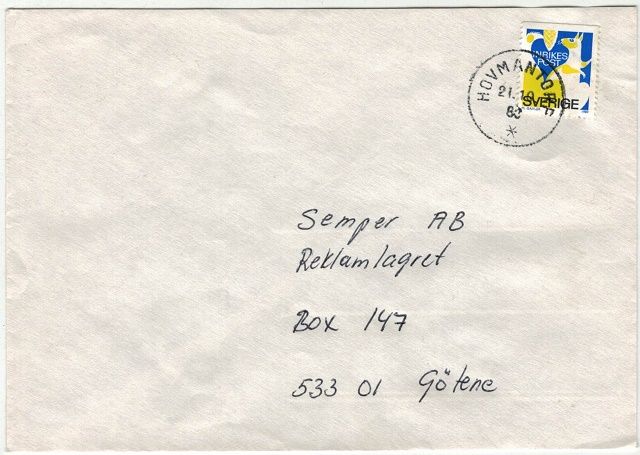 INRIKES
POST
SVERIGE
HOVMANTORP
21.10
83
Semper AB
Reklamlagret
Box 147
533 01 Götene